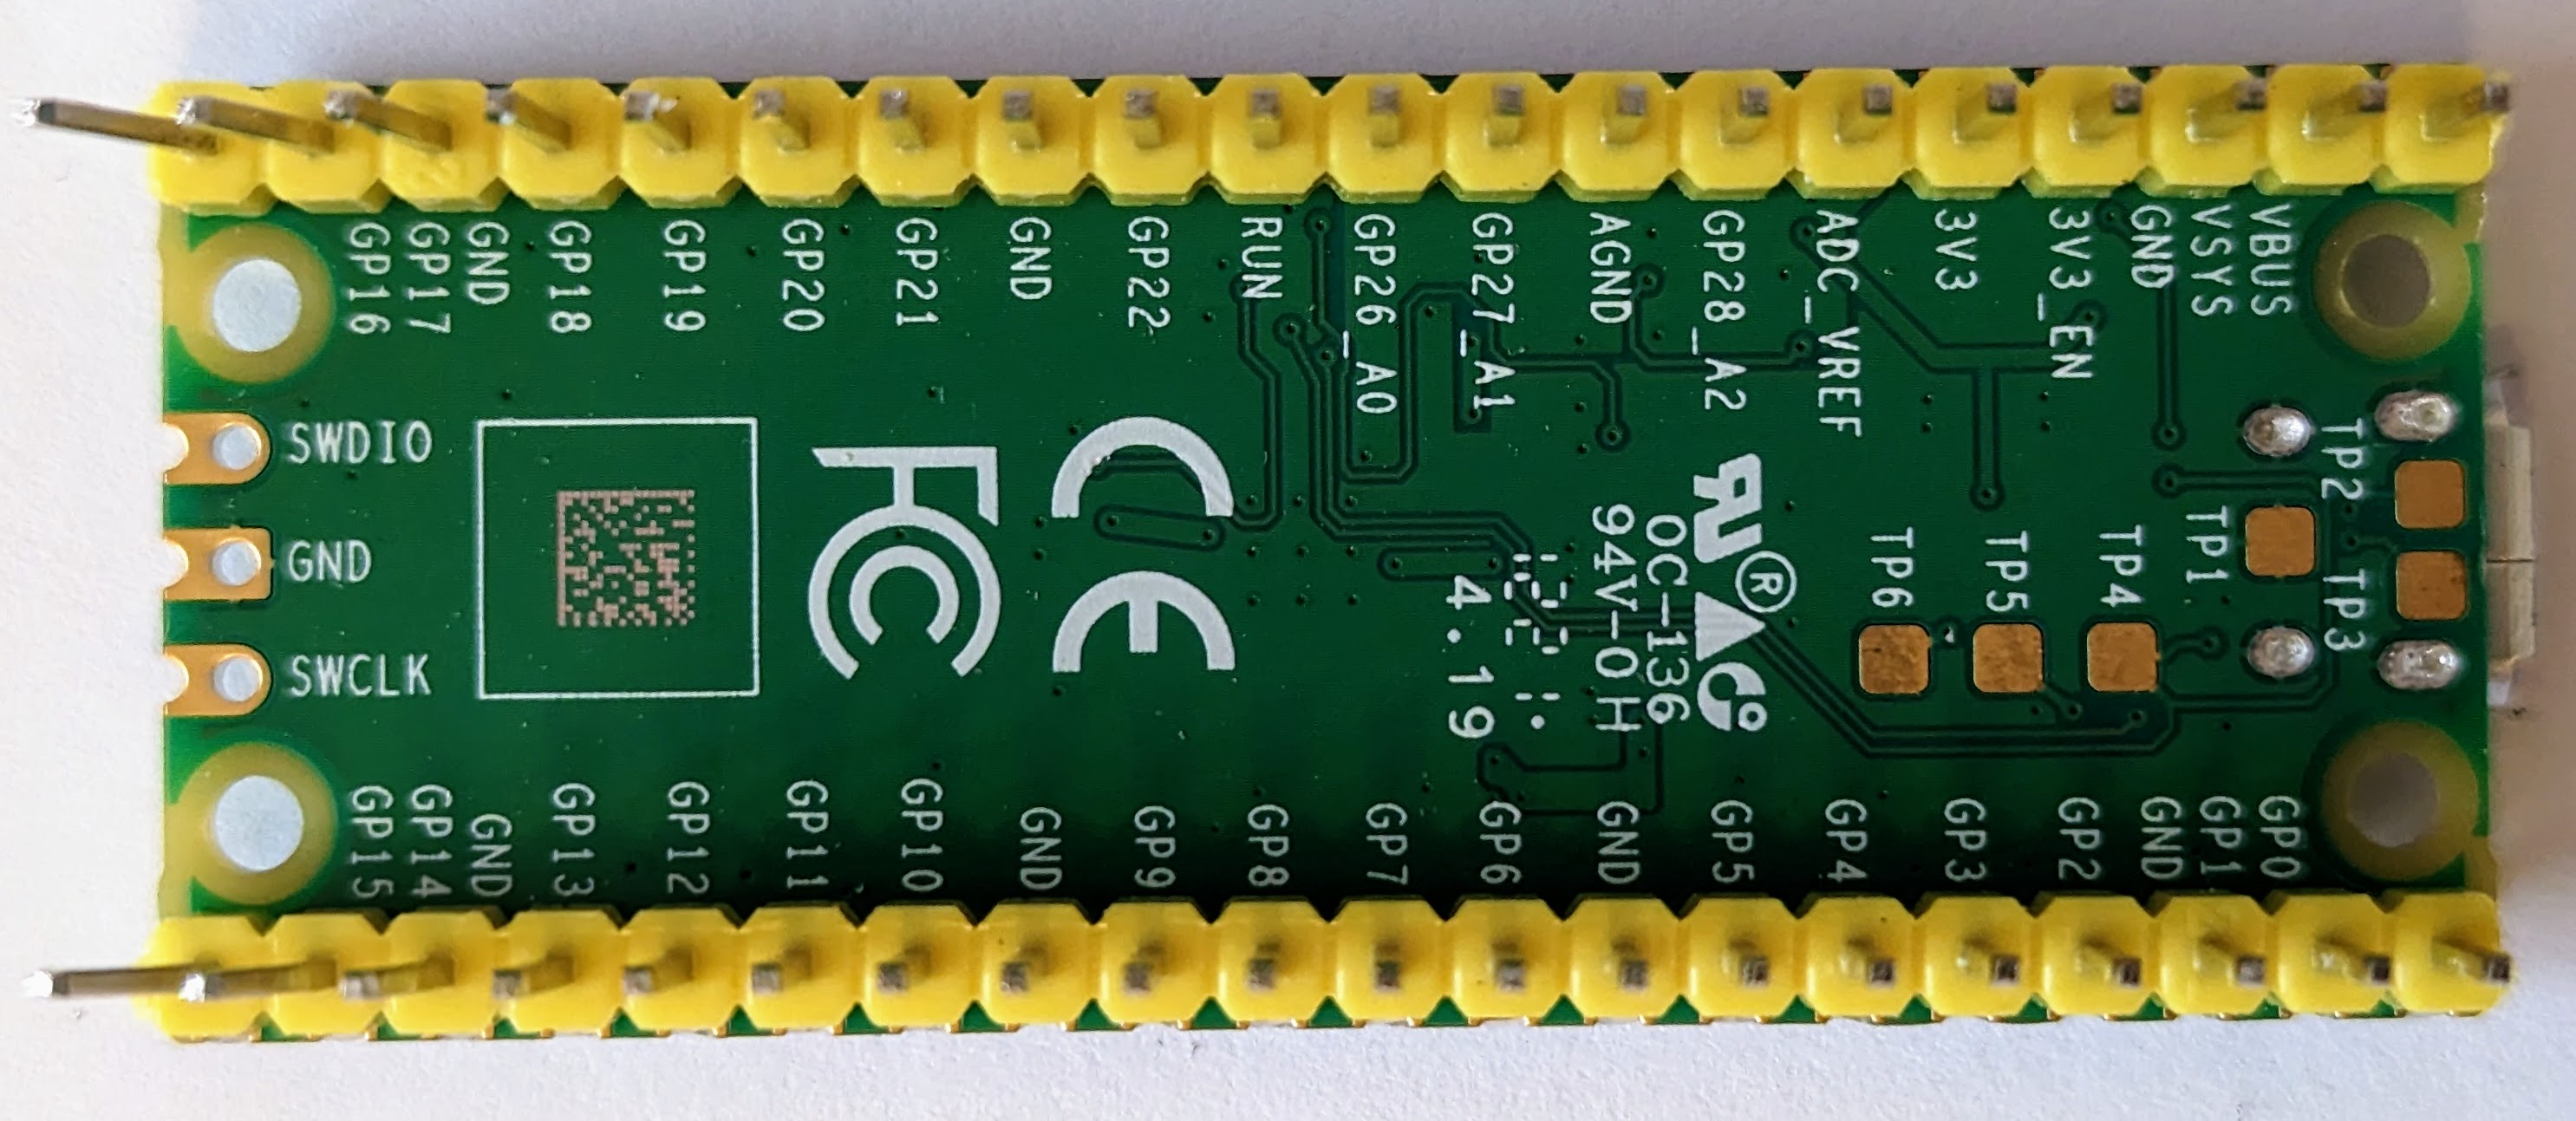 GP16
GP17
GND
GP18
GP19
GP20
GP21
GND
GP22
RUN
GP26_A0
GP27_A1
AGND
GP28_A2
ADC_VREF
3V3
3V3_EN
GND
VSYS
VBUS
SWDIO
GND
SWCLK
FC
CE
4.19
94V-0H
OC-136
RU®
TP6
TP5
TP4
TP1
TP2
TP3
GP15
GP14
GND
GP13
GP12
GP11
GP10
GND
GP9
GP8
GP7
GP6
GND
GP5
GP4
GP3
GP2
GND
GP1
GP0